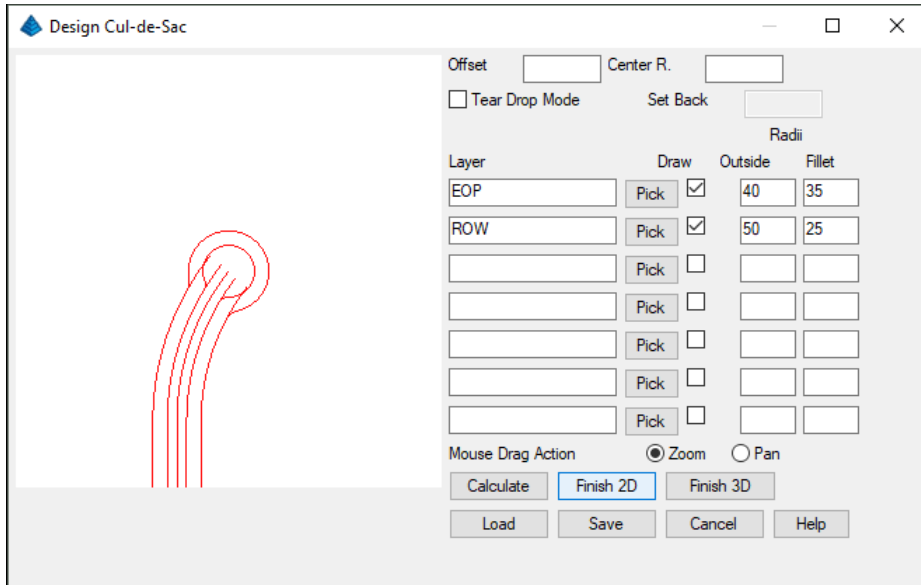 Design Cul-de-Sac
Offset Center R.
Tear Drop Mode Set Back
Radii
Layer Draw Outside Fillet
EOP Pick 40 35
ROW Pick 50 25
Pick
Pick
Pick
Pick
Pick
Mouse Drag Action Zoom Pan
Calculate Finish 2D Finish 3D
Load Save Cancel Help